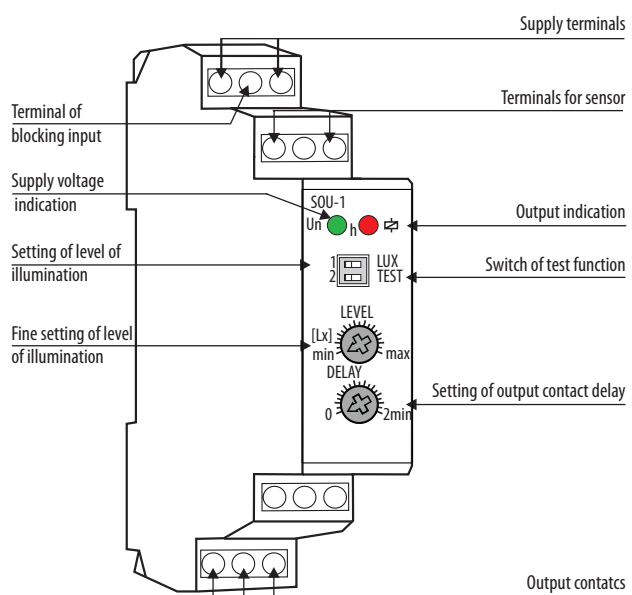 Supply terminals
Terminal of
blocking input
Terminals for sensor
Supply voltage
indication
SOU-1
Un h
Output indication
Setting of level of
illumination
1 LUX
2 TEST
Switch of test function
LEVEL
Fine setting of level
of illumination
[Lx]
min max
DELAY
0 2min
Setting of output contact delay
Output contatcs